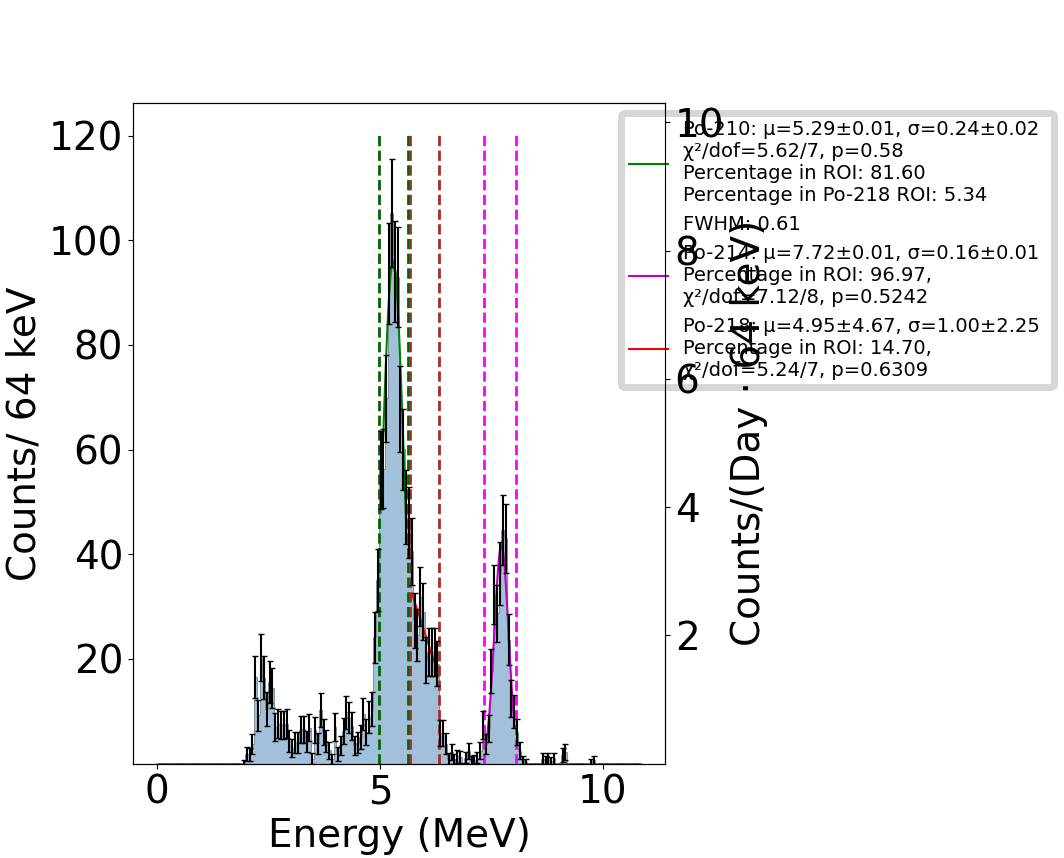 120
100
80
60
40
20
Counts/ 64 keV
0
5
10
Energy (MeV)
10
8
6
4
2
Counts/(Day · 64 keV)
Po-210: μ=5.29±0.01, σ=0.24±0.02
χ²/dof=5.62/7, p=0.58
Percentage in ROI: 81.60
Percentage in Po-218 ROI: 5.34
FWHM: 0.61
Po-214: μ=7.72±0.01, σ=0.16±0.01
Percentage in ROI: 96.97,
χ²/dof=7.12/8, p=0.5242
Po-218: μ=4.95±4.67, σ=1.00±2.25
Percentage in ROI: 14.70,
χ²/dof=5.24/7, p=0.6309